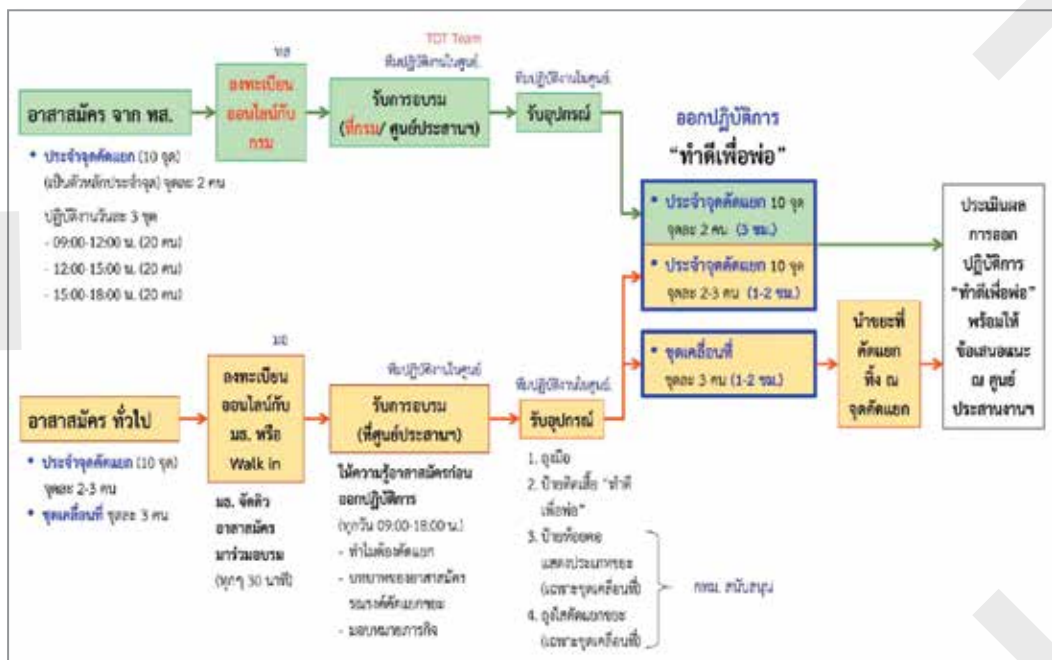 ทส
TOT Team
ทีมปฏิบัติงานในศูนย์
ทีมปฏิบัติงานในศูนย์
อาสาสมัคร จาก ทส.
ลงทะเบียน
ออนไลน์กับ
กรม
รับการอบรม
(ที่กรม/ ศูนย์ประสานฯ)
รับอุปกรณ์
• ประจำจุดคัดแยก (10 จุด)
(เป็นตัวหลักประจำจุด) จุดละ 2 คน
ปฏิบัติงานวันละ 3 ชุด
- 09:00-12:00 น. (20 คน)
- 12:00-15:00 น. (20 คน)
- 15:00-18:00 น. (20 คน)
ออกปฏิบัติการ
“ทำดีเพื่อพ่อ”
• ประจำจุดคัดแยก 10 จุด
จุดละ 2 คน (3 ชม.)
• ประจำจุดคัดแยก 10 จุด
จุดละ 2-3 คน (1-2 ชม.)
• ชุดเคลื่อนที่
ชุดละ 3 คน (1-2 ชม.)
นำขยะที่
คัดแยก
ทิ้ง ณ
จุดคัดแยก
ประเมินผล
การออก
ปฏิบัติการ
“ทำดีเพื่อพ่อ”
พร้อมให้
ข้อเสนอแนะ
ณ ศูนย์
ประสานงานฯ
มธ
ทีมปฏิบัติงานในศูนย์
ทีมปฏิบัติงานในศูนย์
อาสาสมัคร ทั่วไป
ลงทะเบียน
ออนไลน์กับ
มธ. หรือ
Walk in
รับการอบรม
(ที่ศูนย์ประสานฯ)
รับอุปกรณ์
• ประจำจุดคัดแยก (10 จุด)
จุดละ 2-3 คน
• ชุดเคลื่อนที่ ชุดละ 3 คน
มธ. จัดคิว
อาสาสมัคร
มาร่วมอบรม
(ทุกๆ 30 นาที)
ให้ความรู้อาสาสมัครก่อน
ออกปฏิบัติการ
(ทุกวัน 09:00-18:00 น.)
- ทำไมต้องคัดแยก
- บทบาทของอาสาสมัคร
รณรงค์คัดแยกขยะ
- มอบหมายภารกิจ
1. ถุงมือ
2. ป้ายติดเสื้อ “ทำดี
เพื่อพ่อ”
3. ป้ายห้อยคอ
แสดงประเภทขยะ
(เฉพาะชุดเคลื่อนที่)
4. ถุงใสคัดแยกขยะ
(เฉพาะชุดเคลื่อนที่)
กทม. สนับสนุน